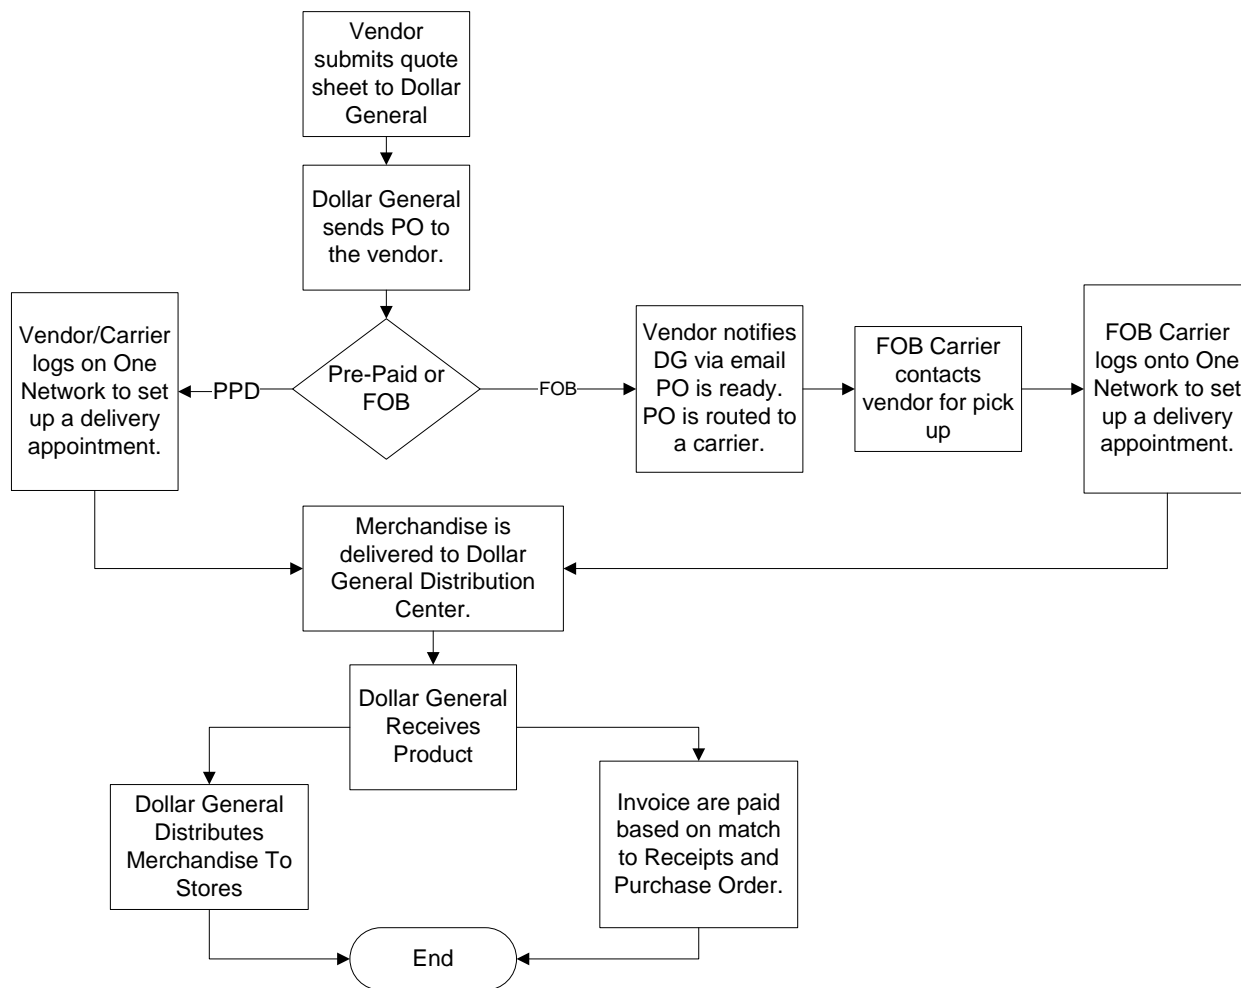 Vendor
submits quote
sheet to Dollar
General
Dollar General
sends PO to
the vendor.
Pre-Paid or
FOB
PPD
Vendor/Carrier
logs on One
Network to set
up a delivery
appointment.
FOB
Vendor notifies
DG via email
PO is ready.
PO is routed to
a carrier.
FOB Carrier
contacts
vendor for pick
up
FOB Carrier
logs onto One
Network to set
up a delivery
appointment.
Merchandise is
delivered to Dollar
General Distribution
Center.
Dollar General
Receives
Product
Dollar General
Distributes
Merchandise To
Stores
Invoice are paid
based on match
to Receipts and
Purchase Order.
End